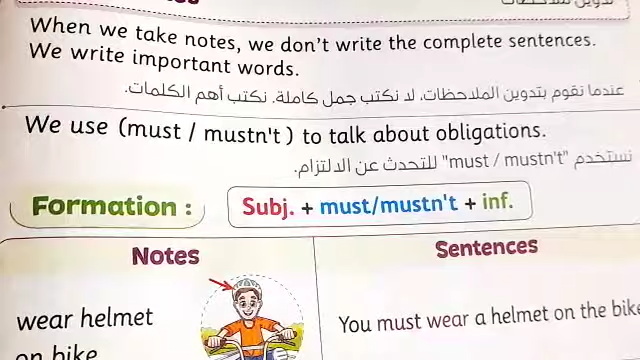 When we take notes, we don't write the complete sentences.
We write important words.
عندما نقوم بتدوين الملاحظات، لا نكتب جمل كاملة. نكتب أهم الكلمات.
We use (must / mustn't ) to talk about obligations.
نستخدم "must / mustn't" للتحدث عن الالتزام.
Formation :
Subj. + must/mustn't + inf.
Notes
Sentences
wear helmet
on bike
You must wear a helmet on the bike